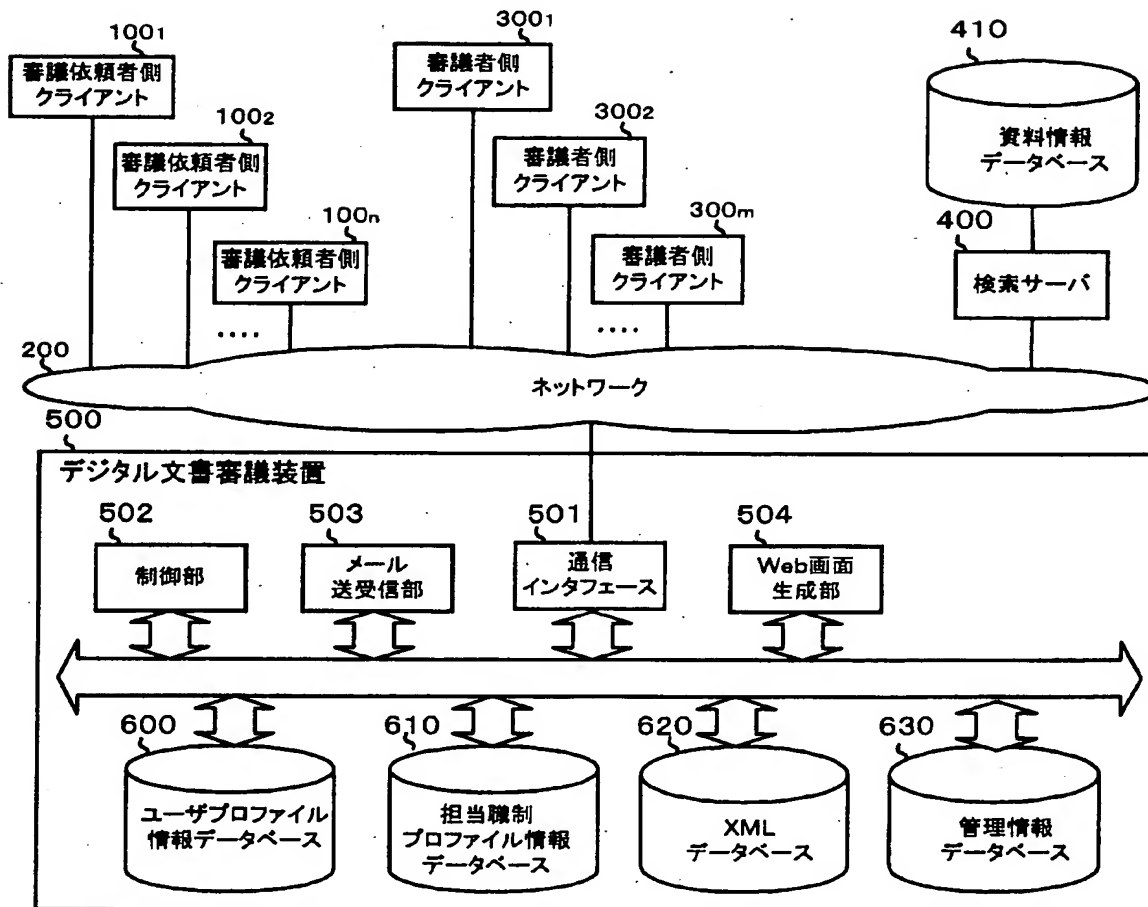 100₁
審議依頼者側
クライアント
100₂
審議依頼者側
クライアント
100n
審議依頼者側
クライアント
‥‥
300₁
審議者側
クライアント
300₂
審議者側
クライアント
300m
審議者側
クライアント
‥‥
410
資料情報
データベース
400
検索サーバ
200
ネットワーク
500
デジタル文書審議装置
502
制御部
503
メール
送受信部
501
通信
インタフェース
504
Web画面
生成部
600
ユーザプロファイル
情報データベース
610
担当職制
プロファイル情報
データベース
620
XML
データベース
630
管理情報
データベース